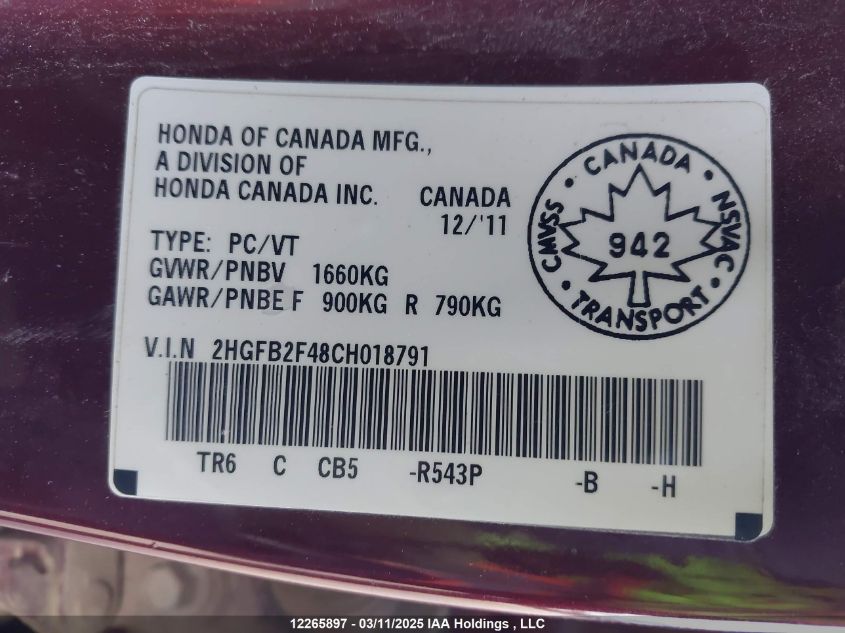 HONDA OF CANADA MFG.,
A DIVISION OF
HONDA CANADA INC. CANADA
12/'11
TYPE: PC/VT
GVWR/PNBV 1660KG
GAWR/PNBE F 900KG R 790KG
V.I.N 2HGFB2F48CH018791
TR6 C CB5 -R543P -B -H
CANADA
CMVSS
942
NSVAC
TRANSPORT
12265897 - 03/11/2025 IAA Holdings , LLC